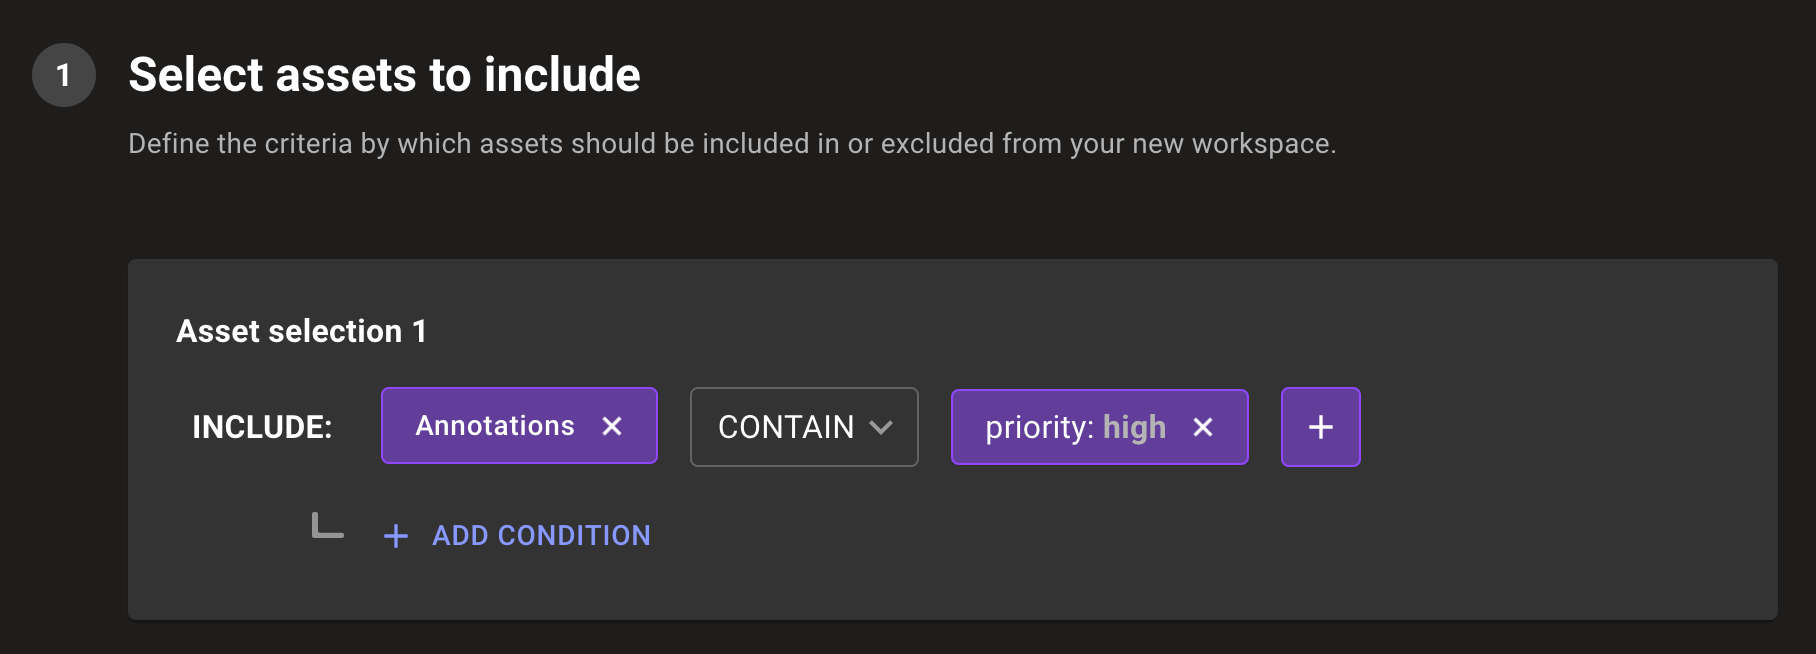 1
Select assets to include
Define the criteria by which assets should be included in or excluded from your new workspace.
Asset selection 1
INCLUDE: Annotations × CONTAIN priority: high × +
+ ADD CONDITION